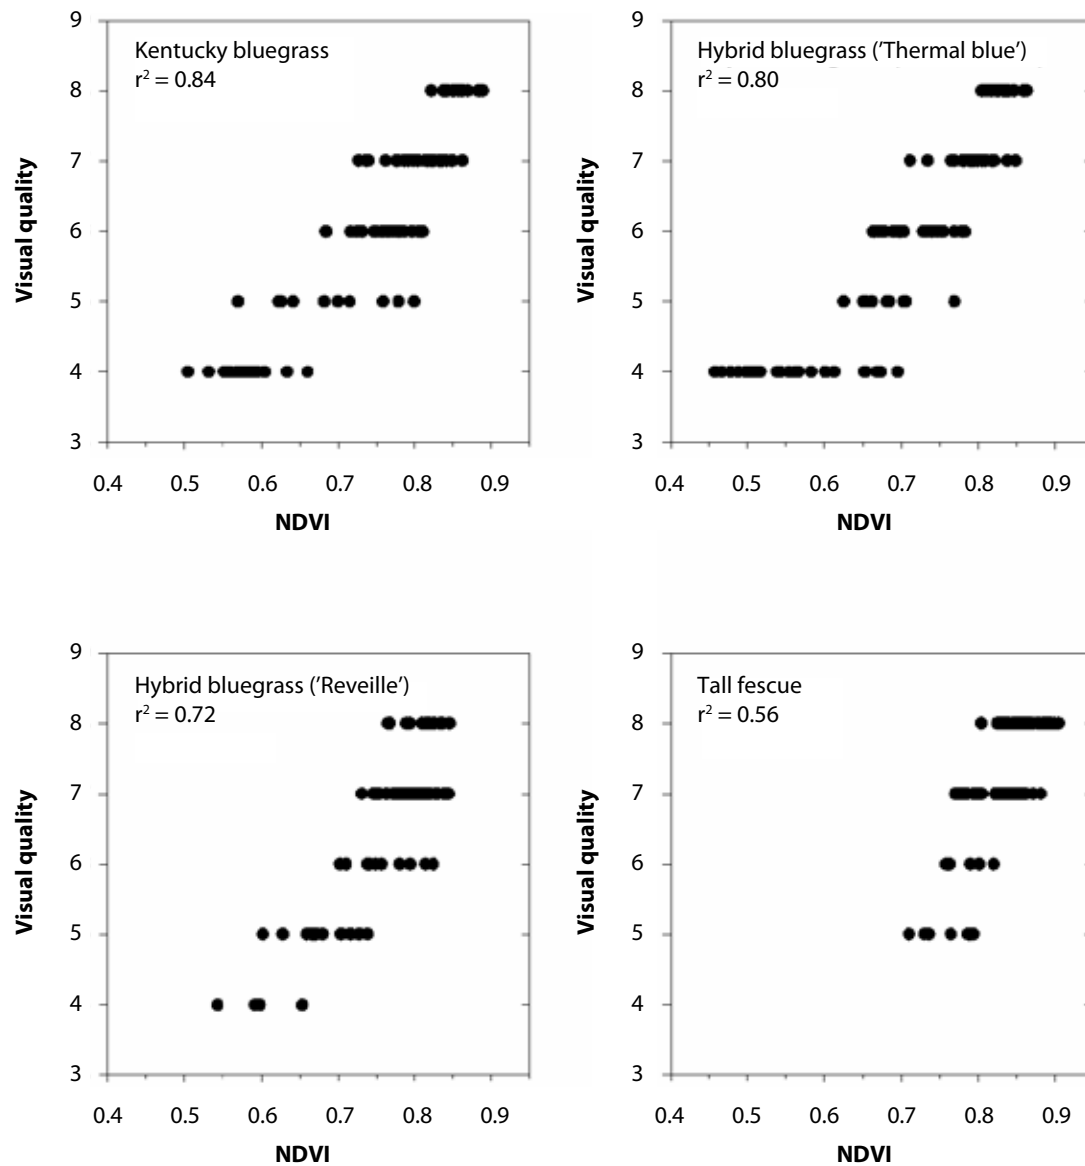 Kentucky bluegrass
r² = 0.84
Visual quality
9
8
7
6
5
4
3
0.4 0.5 0.6 0.7 0.8 0.9
NDVI
Hybrid bluegrass ('Thermal blue')
r² = 0.80
Visual quality
9
8
7
6
5
4
3
0.4 0.5 0.6 0.7 0.8 0.9
NDVI
Hybrid bluegrass ('Reveille')
r² = 0.72
Visual quality
9
8
7
6
5
4
3
0.4 0.5 0.6 0.7 0.8 0.9
NDVI
Tall fescue
r² = 0.56
Visual quality
9
8
7
6
5
4
3
0.4 0.5 0.6 0.7 0.8 0.9
NDVI